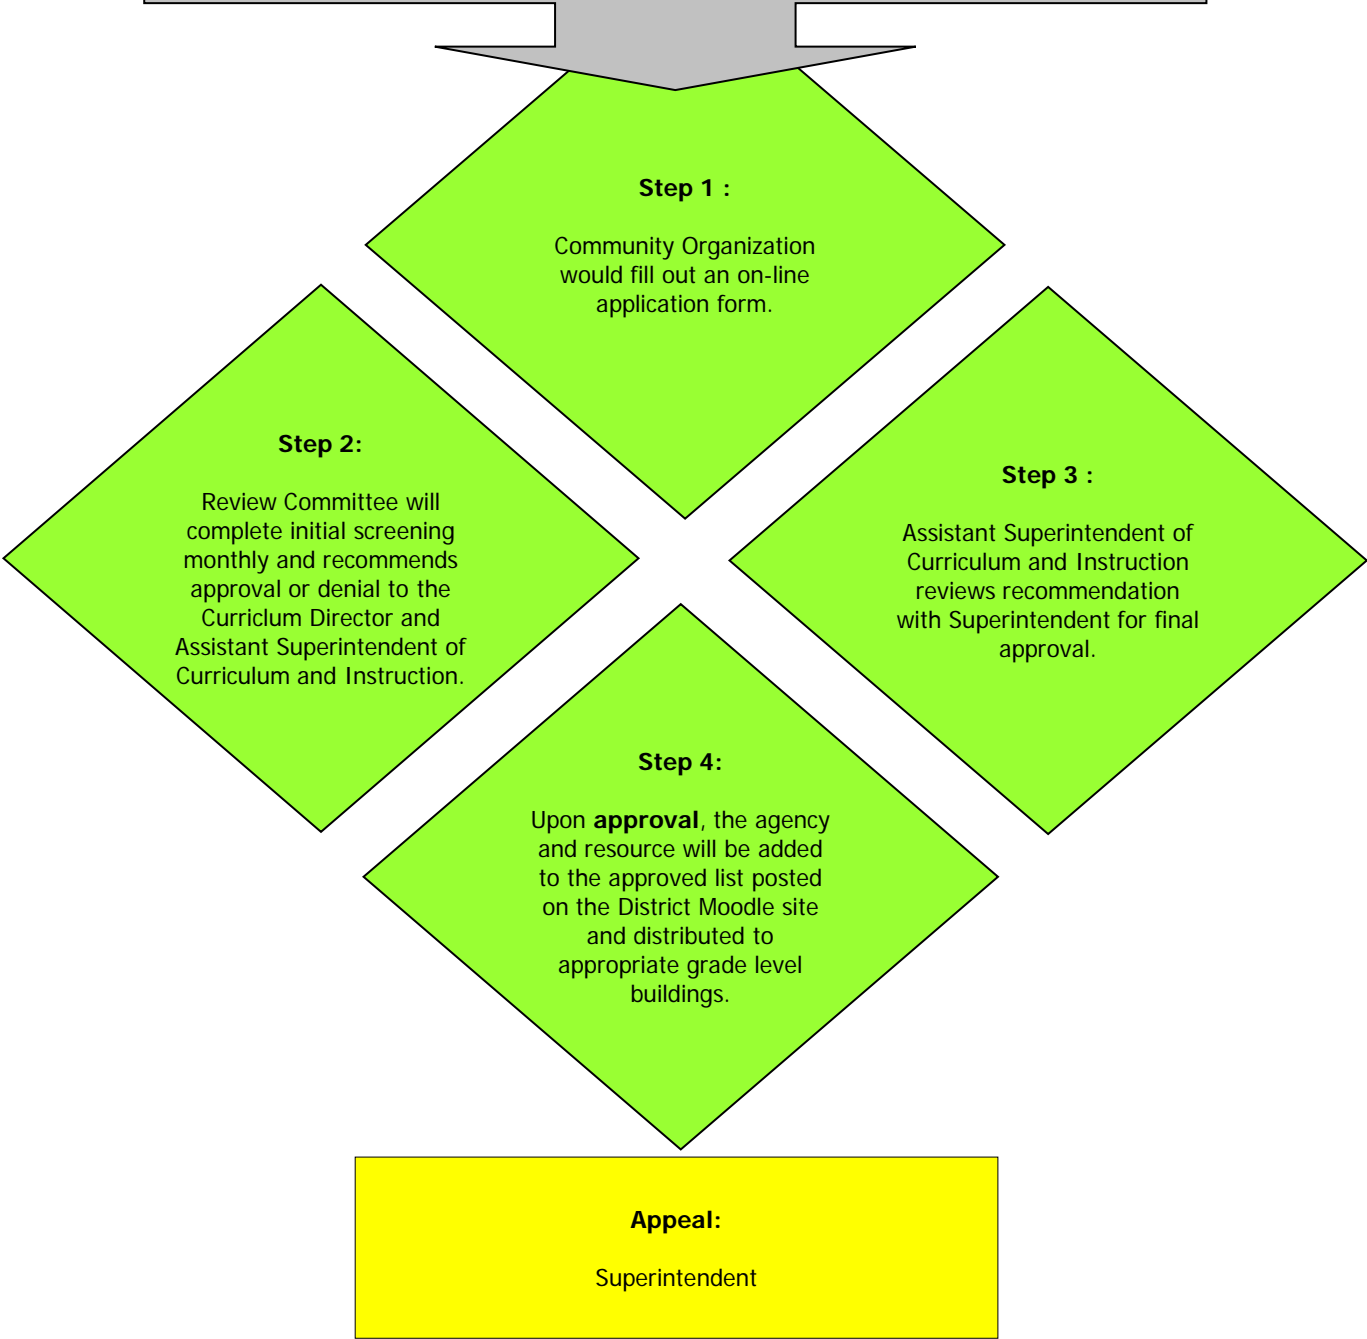 Step 1 :
Community Organization
would fill out an on-line
application form.
Step 2:
Review Committee will
complete initial screening
monthly and recommends
approval or denial to the
Curriclum Director and
Assistant Superintendent of
Curriculum and Instruction.
Step 3 :
Assistant Superintendent of
Curriculum and Instruction
reviews recommendation
with Superintendent for final
approval.
Step 4:
Upon approval, the agency
and resource will be added
to the approved list posted
on the District Moodle site
and distributed to
appropriate grade level
buildings.
Appeal:
Superintendent